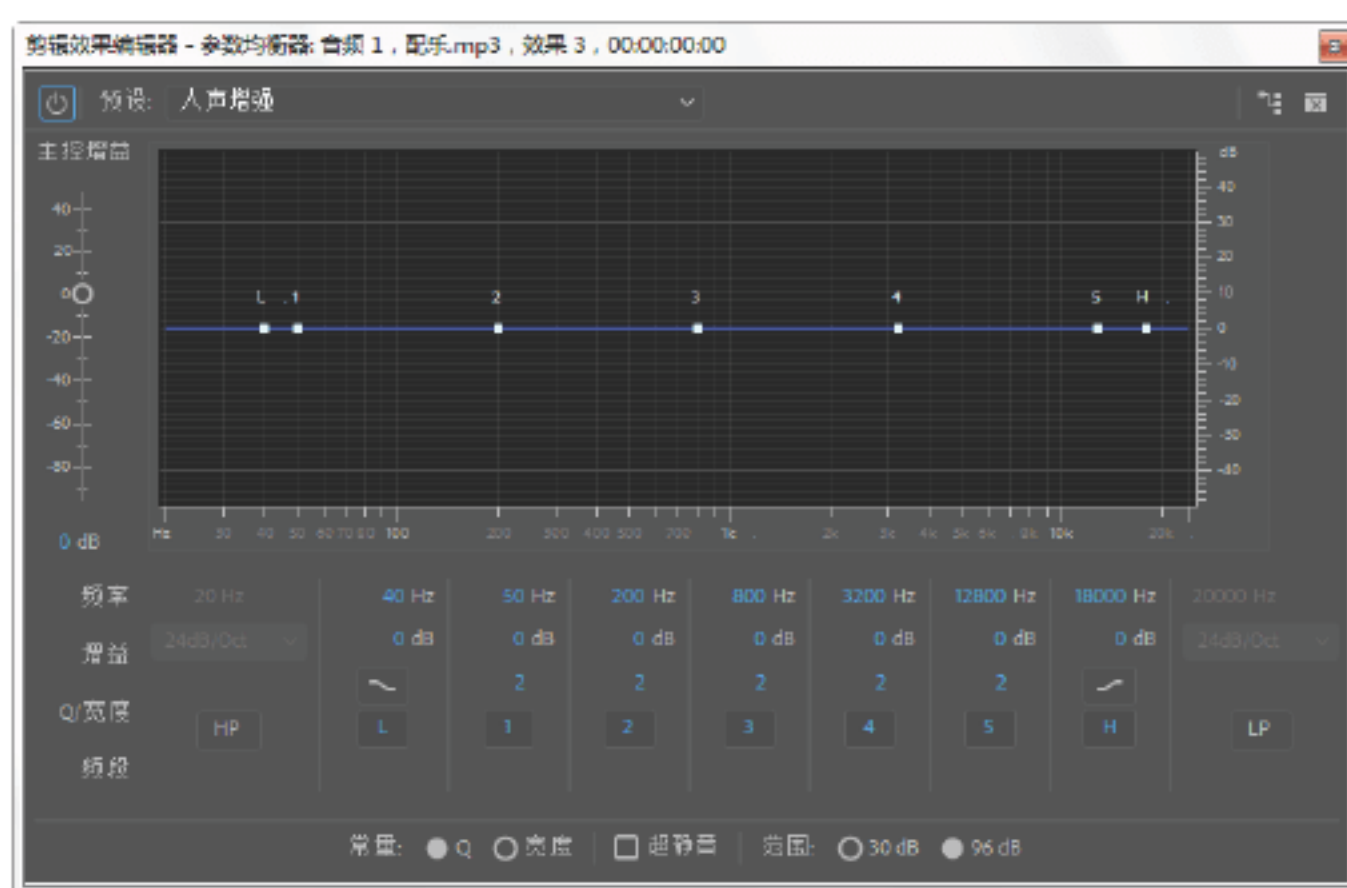 剪辑效果编辑器 - 参数均衡器: 音频 1，配乐.mp3，效果 3，00:00:00:00
预设: 人声增强
主控增益
dB
40
20
0
-20
-40
-60
-80
0 dB
L 1 2 3 4 5 H
40
30
20
10
0
-10
-20
-30
-40
Hz 30 40 50 60 70 80 100 200 300 400 500 700 1k 2k 3k 4k 5k 6k 8k 10k 20k
频率 20 Hz 40 Hz 50 Hz 200 Hz 800 Hz 3200 Hz 12800 Hz 18000 Hz 20000 Hz
增益 24dB/Oct 0 dB 0 dB 0 dB 0 dB 0 dB 0 dB 0 dB 24dB/Oct
Q/宽度 2 2 2 2 2
频段 HP L 1 2 3 4 5 H LP
常量: Q 宽度 超静音 范围: 30 dB 96 dB